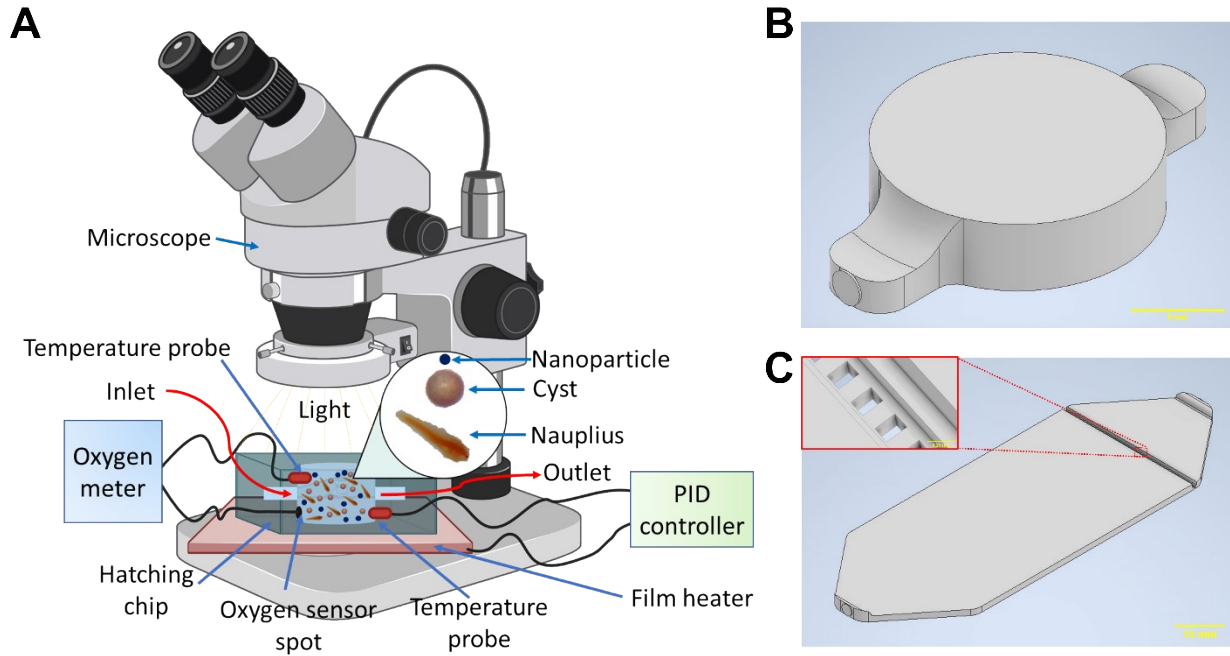 A
B
C
Microscope
Temperature probe
Inlet
Light
Nanoparticle
Cyst
Nauplius
Outlet
Oxygen
meter
PID
controller
Hatching
chip
Oxygen sensor
spot
Temperature
probe
Film heater